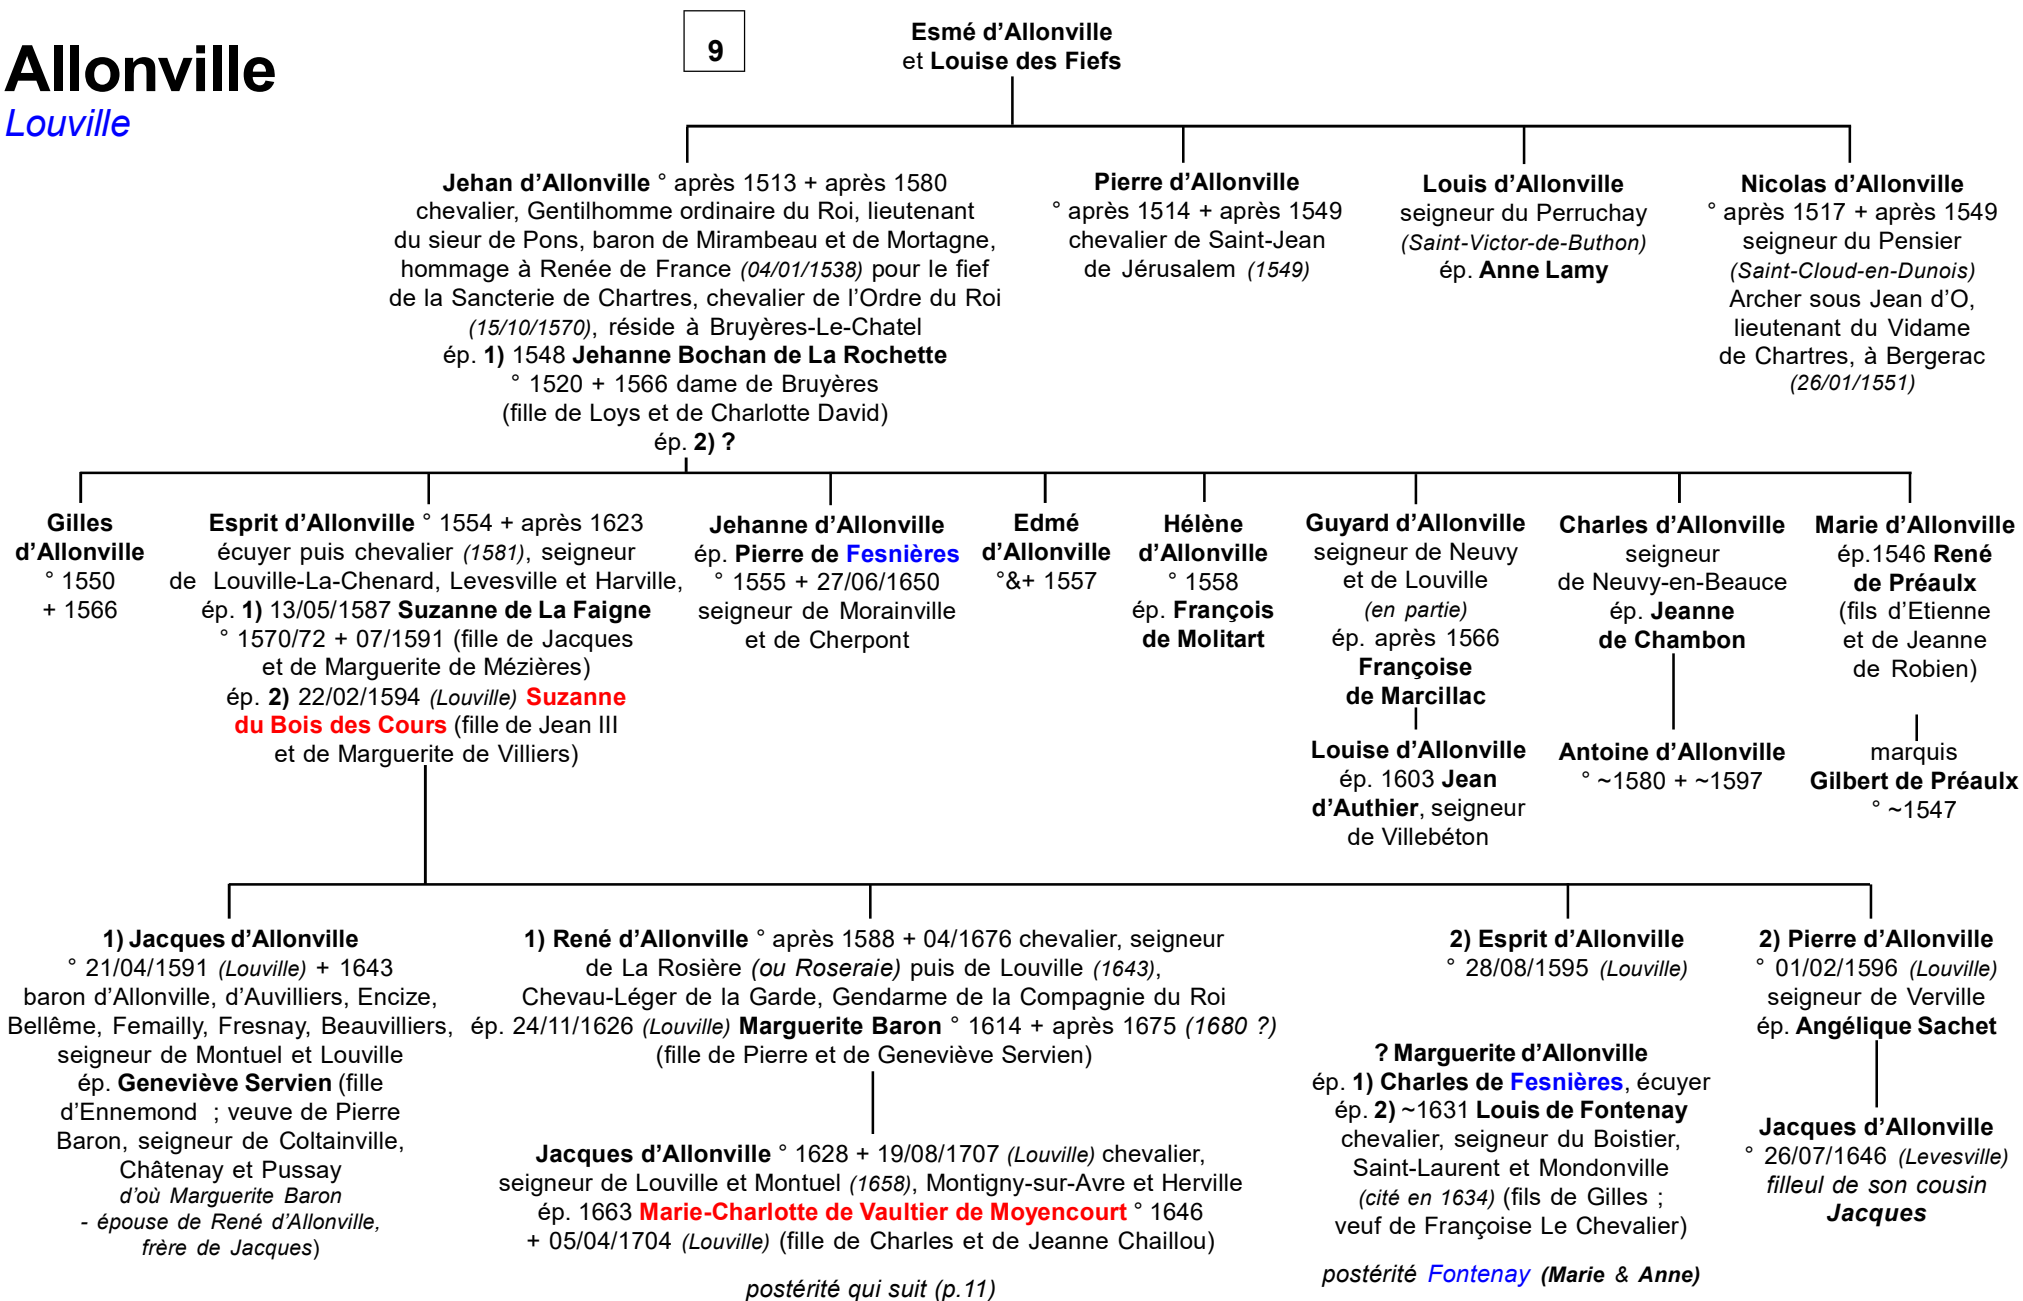 Allonville
Louville
9
Esmé d’Allonville
et Louise des Fiefs
Jehan d’Allonville ° après 1513 + après 1580
chevalier, Gentilhomme ordinaire du Roi, lieutenant
du sieur de Pons, baron de Mirambeau et de Mortagne,
hommage à Renée de France (04/01/1538) pour le fief
de la Sancterie de Chartres, chevalier de l’Ordre du Roi
(15/10/1570), réside à Bruyères-Le-Chatel
ép. 1) 1548 Jehanne Bochan de La Rochette
° 1520 + 1566 dame de Bruyères
(fille de Loys et de Charlotte David)
ép. 2) ?
Pierre d’Allonville
° après 1514 + après 1549
chevalier de Saint-Jean
de Jérusalem (1549)
Louis d’Allonville
seigneur du Perruchay
(Saint-Victor-de-Buthon)
ép. Anne Lamy
Nicolas d’Allonville
° après 1517 + après 1549
seigneur du Pensier
(Saint-Cloud-en-Dunois)
Archer sous Jean d’O,
lieutenant du Vidame
de Chartres, à Bergerac
(26/01/1551)
Gilles
d’Allonville
° 1550
+ 1566
Esprit d’Allonville ° 1554 + après 1623
écuyer puis chevalier (1581), seigneur
de Louville-La-Chenard, Levesville et Harville,
ép. 1) 13/05/1587 Suzanne de La Faigne
° 1570/72 + 07/1591 (fille de Jacques
et de Marguerite de Mézières)
ép. 2) 22/02/1594 (Louville) Suzanne
du Bois des Cours (fille de Jean III
et de Marguerite de Villiers)
Jehanne d’Allonville
ép. Pierre de Fesnières
° 1555 + 27/06/1650
seigneur de Morainville
et de Cherpont
Edmé
d’Allonville
°&+ 1557
Hélène
d’Allonville
° 1558
ép. François
de Molitart
Guyard d’Allonville
seigneur de Neuvy
et de Louville
(en partie)
ép. après 1566
Françoise
de Marcillac
Louise d’Allonville
ép. 1603 Jean
d’Authier, seigneur
de Villebéton
Charles d’Allonville
seigneur
de Neuvy-en-Beauce
ép. Jeanne
de Chambon
Antoine d’Allonville
° ~1580 + ~1597
Marie d’Allonville
ép.1546 René
de Préaulx
(fils d’Etienne
et de Jeanne
de Robien)
marquis
Gilbert de Préaulx
° ~1547
1) Jacques d’Allonville
° 21/04/1591 (Louville) + 1643
baron d’Allonville, d’Auvilliers, Encize,
Bellême, Femailly, Fresnay, Beauvilliers,
seigneur de Montuel et Louville
ép. Geneviève Servien (fille
d’Ennemond ; veuve de Pierre
Baron, seigneur de Coltainville,
Châtenay et Pussay
d’où Marguerite Baron
- épouse de René d’Allonville,
frère de Jacques)
1) René d’Allonville ° après 1588 + 04/1676 chevalier, seigneur
de La Rosière (ou Roseraie) puis de Louville (1643),
Chevau-Léger de la Garde, Gendarme de la Compagnie du Roi
ép. 24/11/1626 (Louville) Marguerite Baron ° 1614 + après 1675 (1680 ?)
(fille de Pierre et de Geneviève Servien)
Jacques d’Allonville ° 1628 + 19/08/1707 (Louville) chevalier,
seigneur de Louville et Montuel (1658), Montigny-sur-Avre et Herville
ép. 1663 Marie-Charlotte de Vaultier de Moyencourt ° 1646
+ 05/04/1704 (Louville) (fille de Charles et de Jeanne Chaillou)
postérité qui suit (p.11)
2) Esprit d’Allonville
° 28/08/1595 (Louville)
? Marguerite d’Allonville
ép. 1) Charles de Fesnières, écuyer
ép. 2) ~1631 Louis de Fontenay
chevalier, seigneur du Boistier,
Saint-Laurent et Mondonville
(cité en 1634) (fils de Gilles ;
veuf de Françoise Le Chevalier)
postérité Fontenay (Marie & Anne)
2) Pierre d’Allonville
° 01/02/1596 (Louville)
seigneur de Verville
ép. Angélique Sachet
Jacques d’Allonville
° 26/07/1646 (Levesville)
filleul de son cousin
Jacques